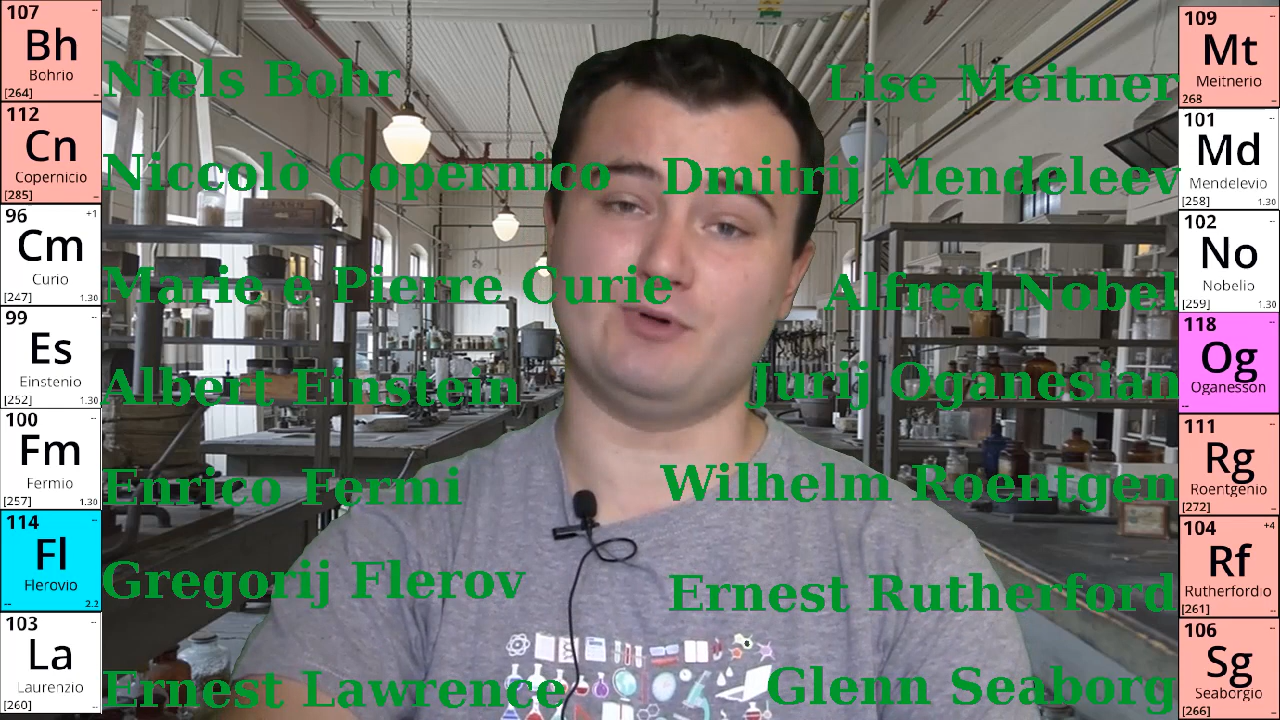 107 --
Bh
Bohrio
[264] --
Niels Bohr
112 --
Cn
Copernicio
[285] --
Niccolò Copernico
96 +1
Cm
Curio
[247] 1.30
Marie e Pierre Curie
99
Es
Einstenio
[252] 1.30
Albert Einstein
100
Fm
Fermio
[257] 1.30
Enrico Fermi
114 --
Fl
Flerovio
-- 2.2
Gregorij Flerov
103
La
Laurenzio
[260]
Ernest Lawrence
109 --
Mt
Meitnerio
268 --
Lise Meitner
101
Md
Mendelevio
[258] 1.30
Dmitrij Mendeleev
102
No
Nobelio
[259] 1.30
Alfred Nobel
118
Og
Oganesson
--
Jurij Oganesian
111
Rg
Roentgenio
[272] --
Wilhelm Roentgen
104 +4
Rf
Rutherfordio
[261] --
Ernest Rutherford
106 --
Sg
Seaborgio
[266] --
Glenn Seaborg